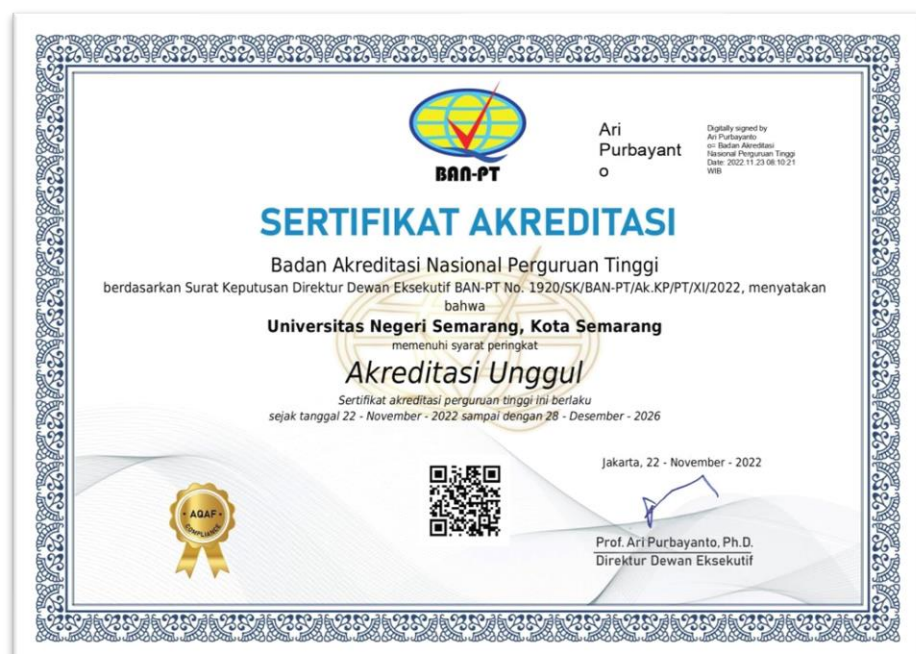 BAN-PT
Ari
Purbayant
o
Digitally signed by
Ari Purbayanto
o= Badan Akreditasi
Nasional Perguruan Tinggi
Date: 2022.11.23 08:10:21
WIB
SERTIFIKAT AKREDITASI
Badan Akreditasi Nasional Perguruan Tinggi
berdasarkan Surat Keputusan Direktur Dewan Eksekutif BAN-PT No. 1920/SK/BAN-PT/Ak.KP/PT/XI/2022, menyatakan
bahwa
Universitas Negeri Semarang, Kota Semarang
memenuhi syarat peringkat
Akreditasi Unggul
Sertifikat akreditasi perguruan tinggi ini berlaku
sejak tanggal 22 - November - 2022 sampai dengan 28 - Desember - 2026
Jakarta, 22 - November - 2022
AQAF
COMPLIANCE
Prof. Ari Purbayanto, Ph.D.
Direktur Dewan Eksekutif